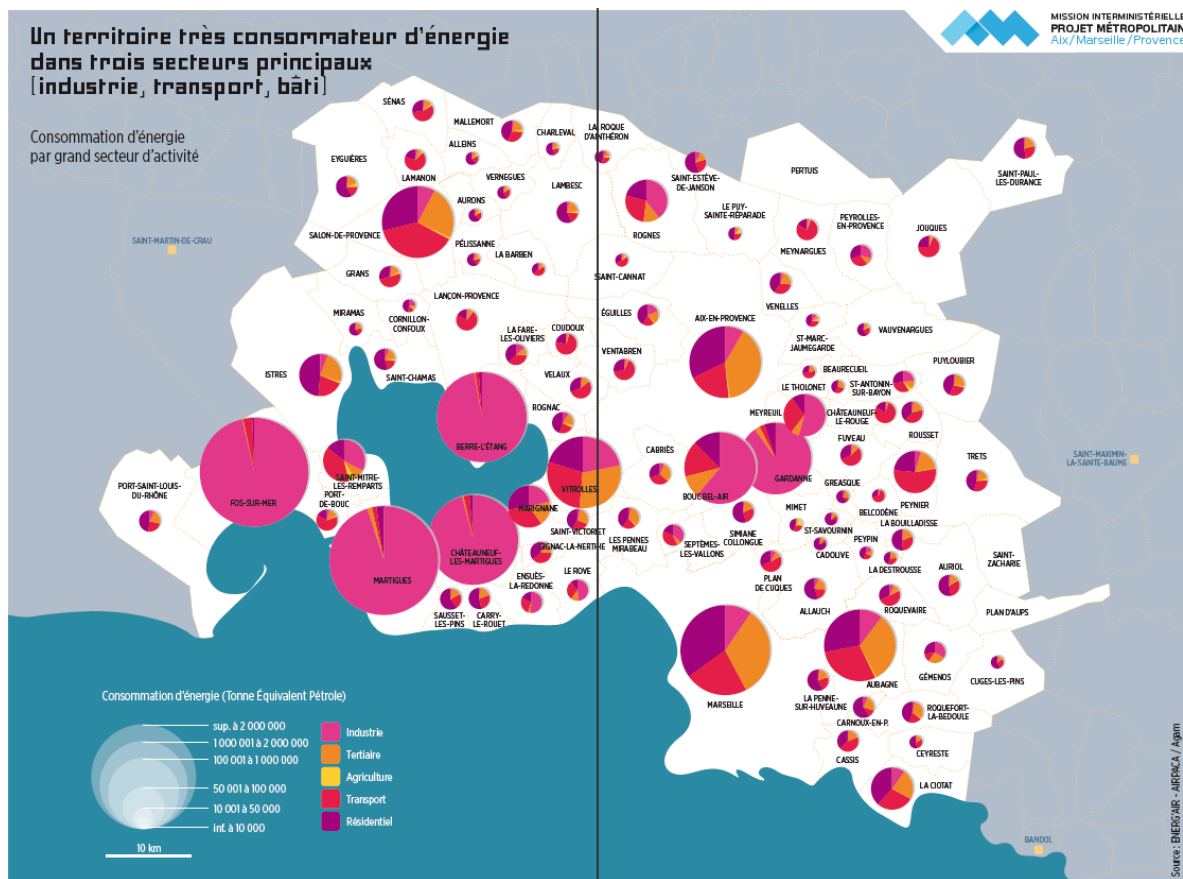 Un territoire très consommateur d'énergie
dans trois secteurs principaux
(industrie, transport, bâti)
Consommation d'énergie
par grand secteur d'activité
MISSION INTERMINISTÉRIELLE
PROJET MÉTROPOLITAIN
Aix/Marseille/Provence
SÉNAS
MALLEMORT
CHARLEVAL
LA ROQUE
D'AINTHÉRON
ALLEINS
EYGUIÈRES
LAMANON
VERNEGUES
LAMBESC
SAINT-ESTÈVE-
DE-JANSON
PERTUIS
SAINT-PAUL-
LES-DURANCE
AURONS
LE PUY-
SAINTE-RÉPARADE
PEYROLLES-
EN-PROVENCE
JOUQUES
SAINT-MARTIN-DE-CRAU
SALON-DE-PROVENCE
ROGNES
MEYNARGUES
PÉLISSANNE
LA BARBEN
GRANS
SAINT-CANNAT
LANÇON-PROVENCE
VENELLES
MIRAMAS
CORNILLON-
CONFOUX
LA FARE-
LES-OLIVIERS
COUDOUX
ÉGUILLES
AIX-EN-PROVENCE
ST-MARC-
JAUMEGARDE
VAUVENARGUES
VENTABREN
ISTRES
SAINT-CHAMAS
VELAUX
BEAURECUEIL
LE THOLONET
ST-ANTONIN-
SUR-BAYON
PUYLOUBIER
ROGNAC
MEYREUIL
CHÂTEAUNEUF-
LE-ROUGE
ROUSSET
BERRE-L'ÉTANG
CABRIÈS
FUVEAU
TRETS
SAINT-MAXIMIN-
LA-SAINTE-BAUME
PORT-SAINT-LOUIS-
DU-RHÔNE
FOS-SUR-MER
SAINT-MITRE-
LES-REMPARTS
PORT-
DE-BOUC
VITROLLES
BOUC BEL-AIR
GARDANNE
GREASQUE
PEYNIER
MARIGNANE
MIMET
BELCODÈNE
SAINT-VICTORET
LES PENNES
MIRABEAU
SIMIANE
COLLONGUE
ST-SAVOURNIN
LA BOUILLADISSE
GIGNAC-LA-NERTHE
SEPTÈMES-
LES-VALLONS
CADOLIVE
PEYPIN
CHÂTEAUNEUF-
LES-MARTIGUES
MARTIGUES
ENSUÈS-
LA-REDONNE
LE ROVE
PLAN
DE CUQUES
LA DESTROUSSE
AURIOL
SAINT-
ZACHARIE
SAUSSET-
LES-PINS
CARRY-
LE-ROUET
ALLAUCH
ROQUEVAIRE
PLAN D'AUPS
MARSEILLE
AUBAGNE
GÉMENOS
CUGES-LES-PINS
LA PENNE-
SUR-HUVEAUNE
CARNOUX-EN-P.
ROQUEFORT-
LA-BEDOULE
CASSIS
CEYRESTE
LA CIOTAT
BANDOL
Consommation d'énergie (Tonne Équivalent Pétrole)
sup. à 2 000 000
1 000 001 à 2 000 000
100 001 à 1 000 000
50 001 à 100 000
10 001 à 50 000
inf. à 10 000
Industrie
Tertiaire
Agriculture
Transport
Résidentiel
10 km
Source : ENERG'AIR - AIRPACA / Agam